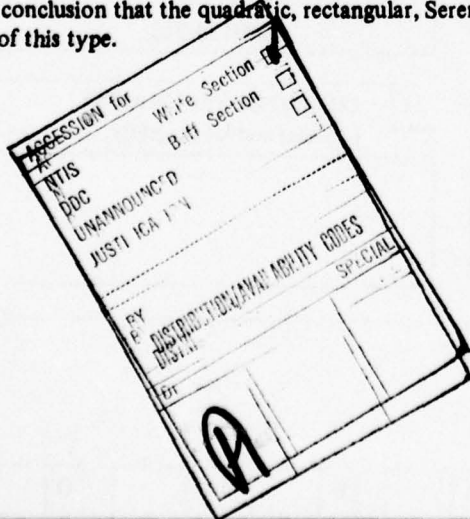 conclusion that the quadratic, rectangular, Seren
of this type.
ACCESSION for
NTIS White Section
DDC Buff Section
UNANNOUNCED
JUSTIFICATION
BY
DISTRIBUTION/AVAILABILITY CODES
SPECIAL
A